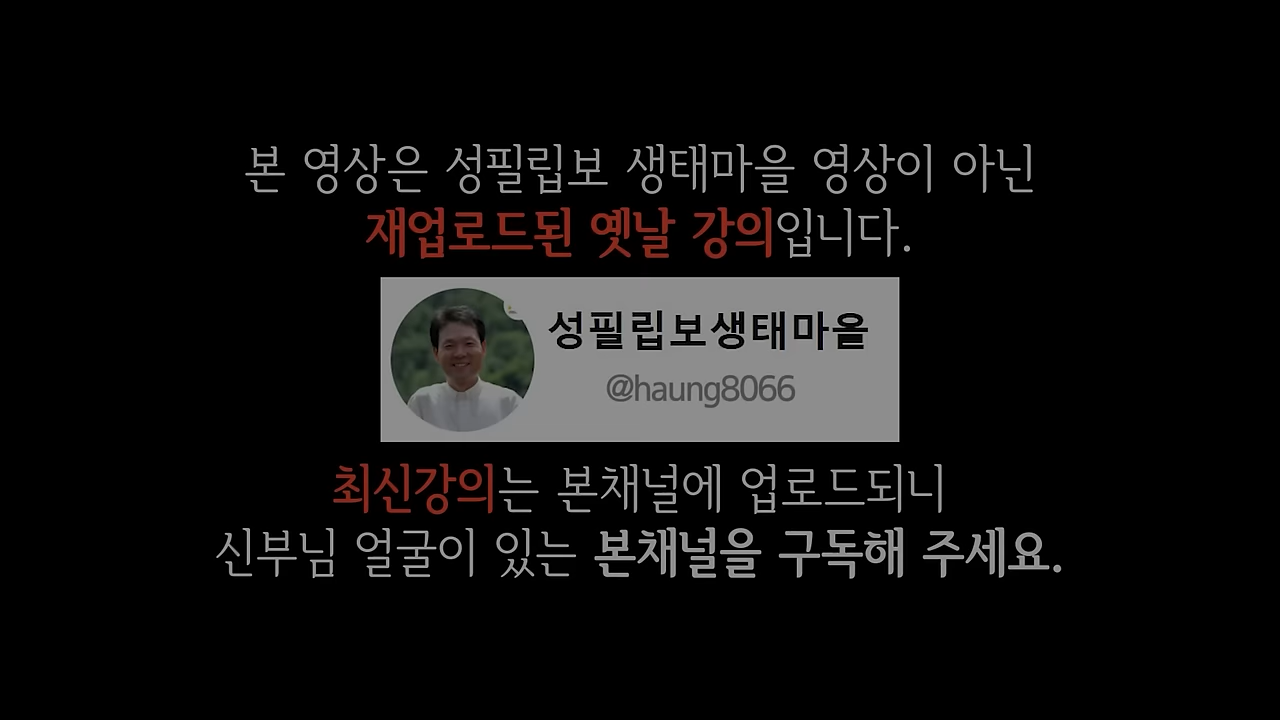 본 영상은 성필립보 생태마을 영상이 아닌
재업로드된 옛날 강의입니다.
성필립보생태마을
@haung8066
최신강의는 본채널에 업로드되니
신부님 얼굴이 있는 본채널을 구독해 주세요.